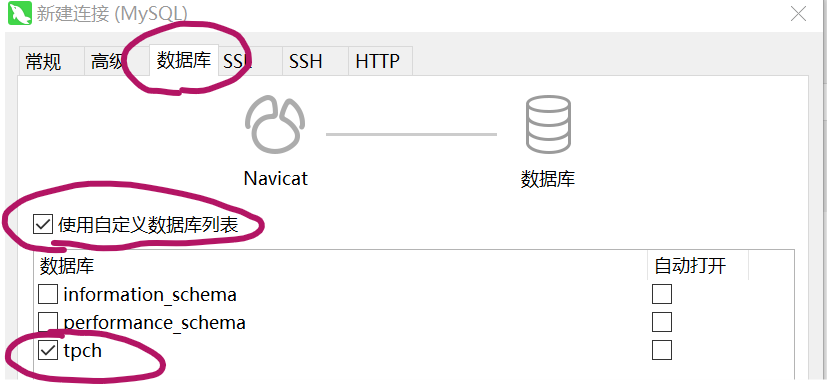 新建连接 (MySQL)
常规 高级 数据库 SSL SSH HTTP
Navicat 数据库
使用自定义数据库列表
数据库 自动打开
information_schema
performance_schema
tpch